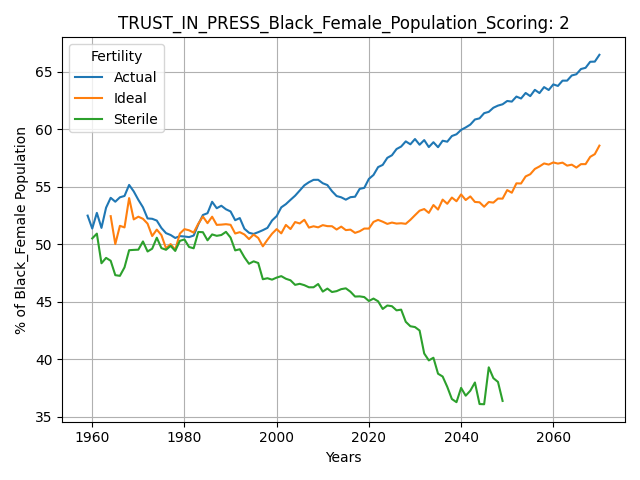 TRUST_IN_PRESS_Black_Female_Population_Scoring: 2
Fertility
Actual
Ideal
Sterile
% of Black_Female Population
65
60
55
50
45
40
35
1960
1980
2000
2020
2040
2060
Years